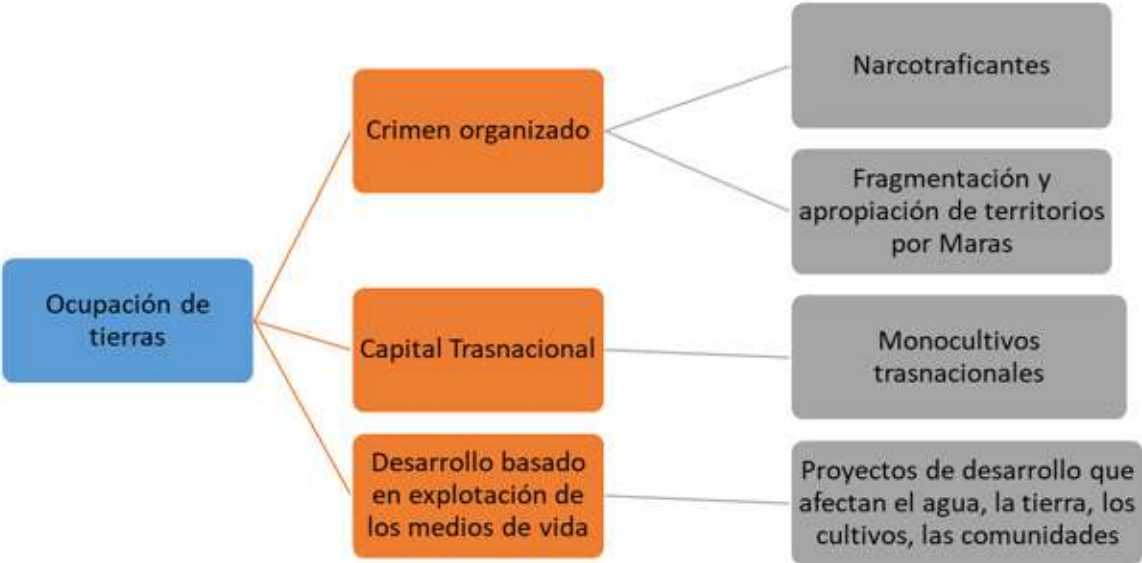 Ocupación de
tierras
Crimen organizado
Narcotraficantes
Fragmentación y
apropiación de territorios
por Maras
Capital Trasnacional
Monocultivos
trasnacionales
Desarrollo basado
en explotación de
los medios de vida
Proyectos de desarrollo que
afectan el agua, la tierra, los
cultivos, las comunidades